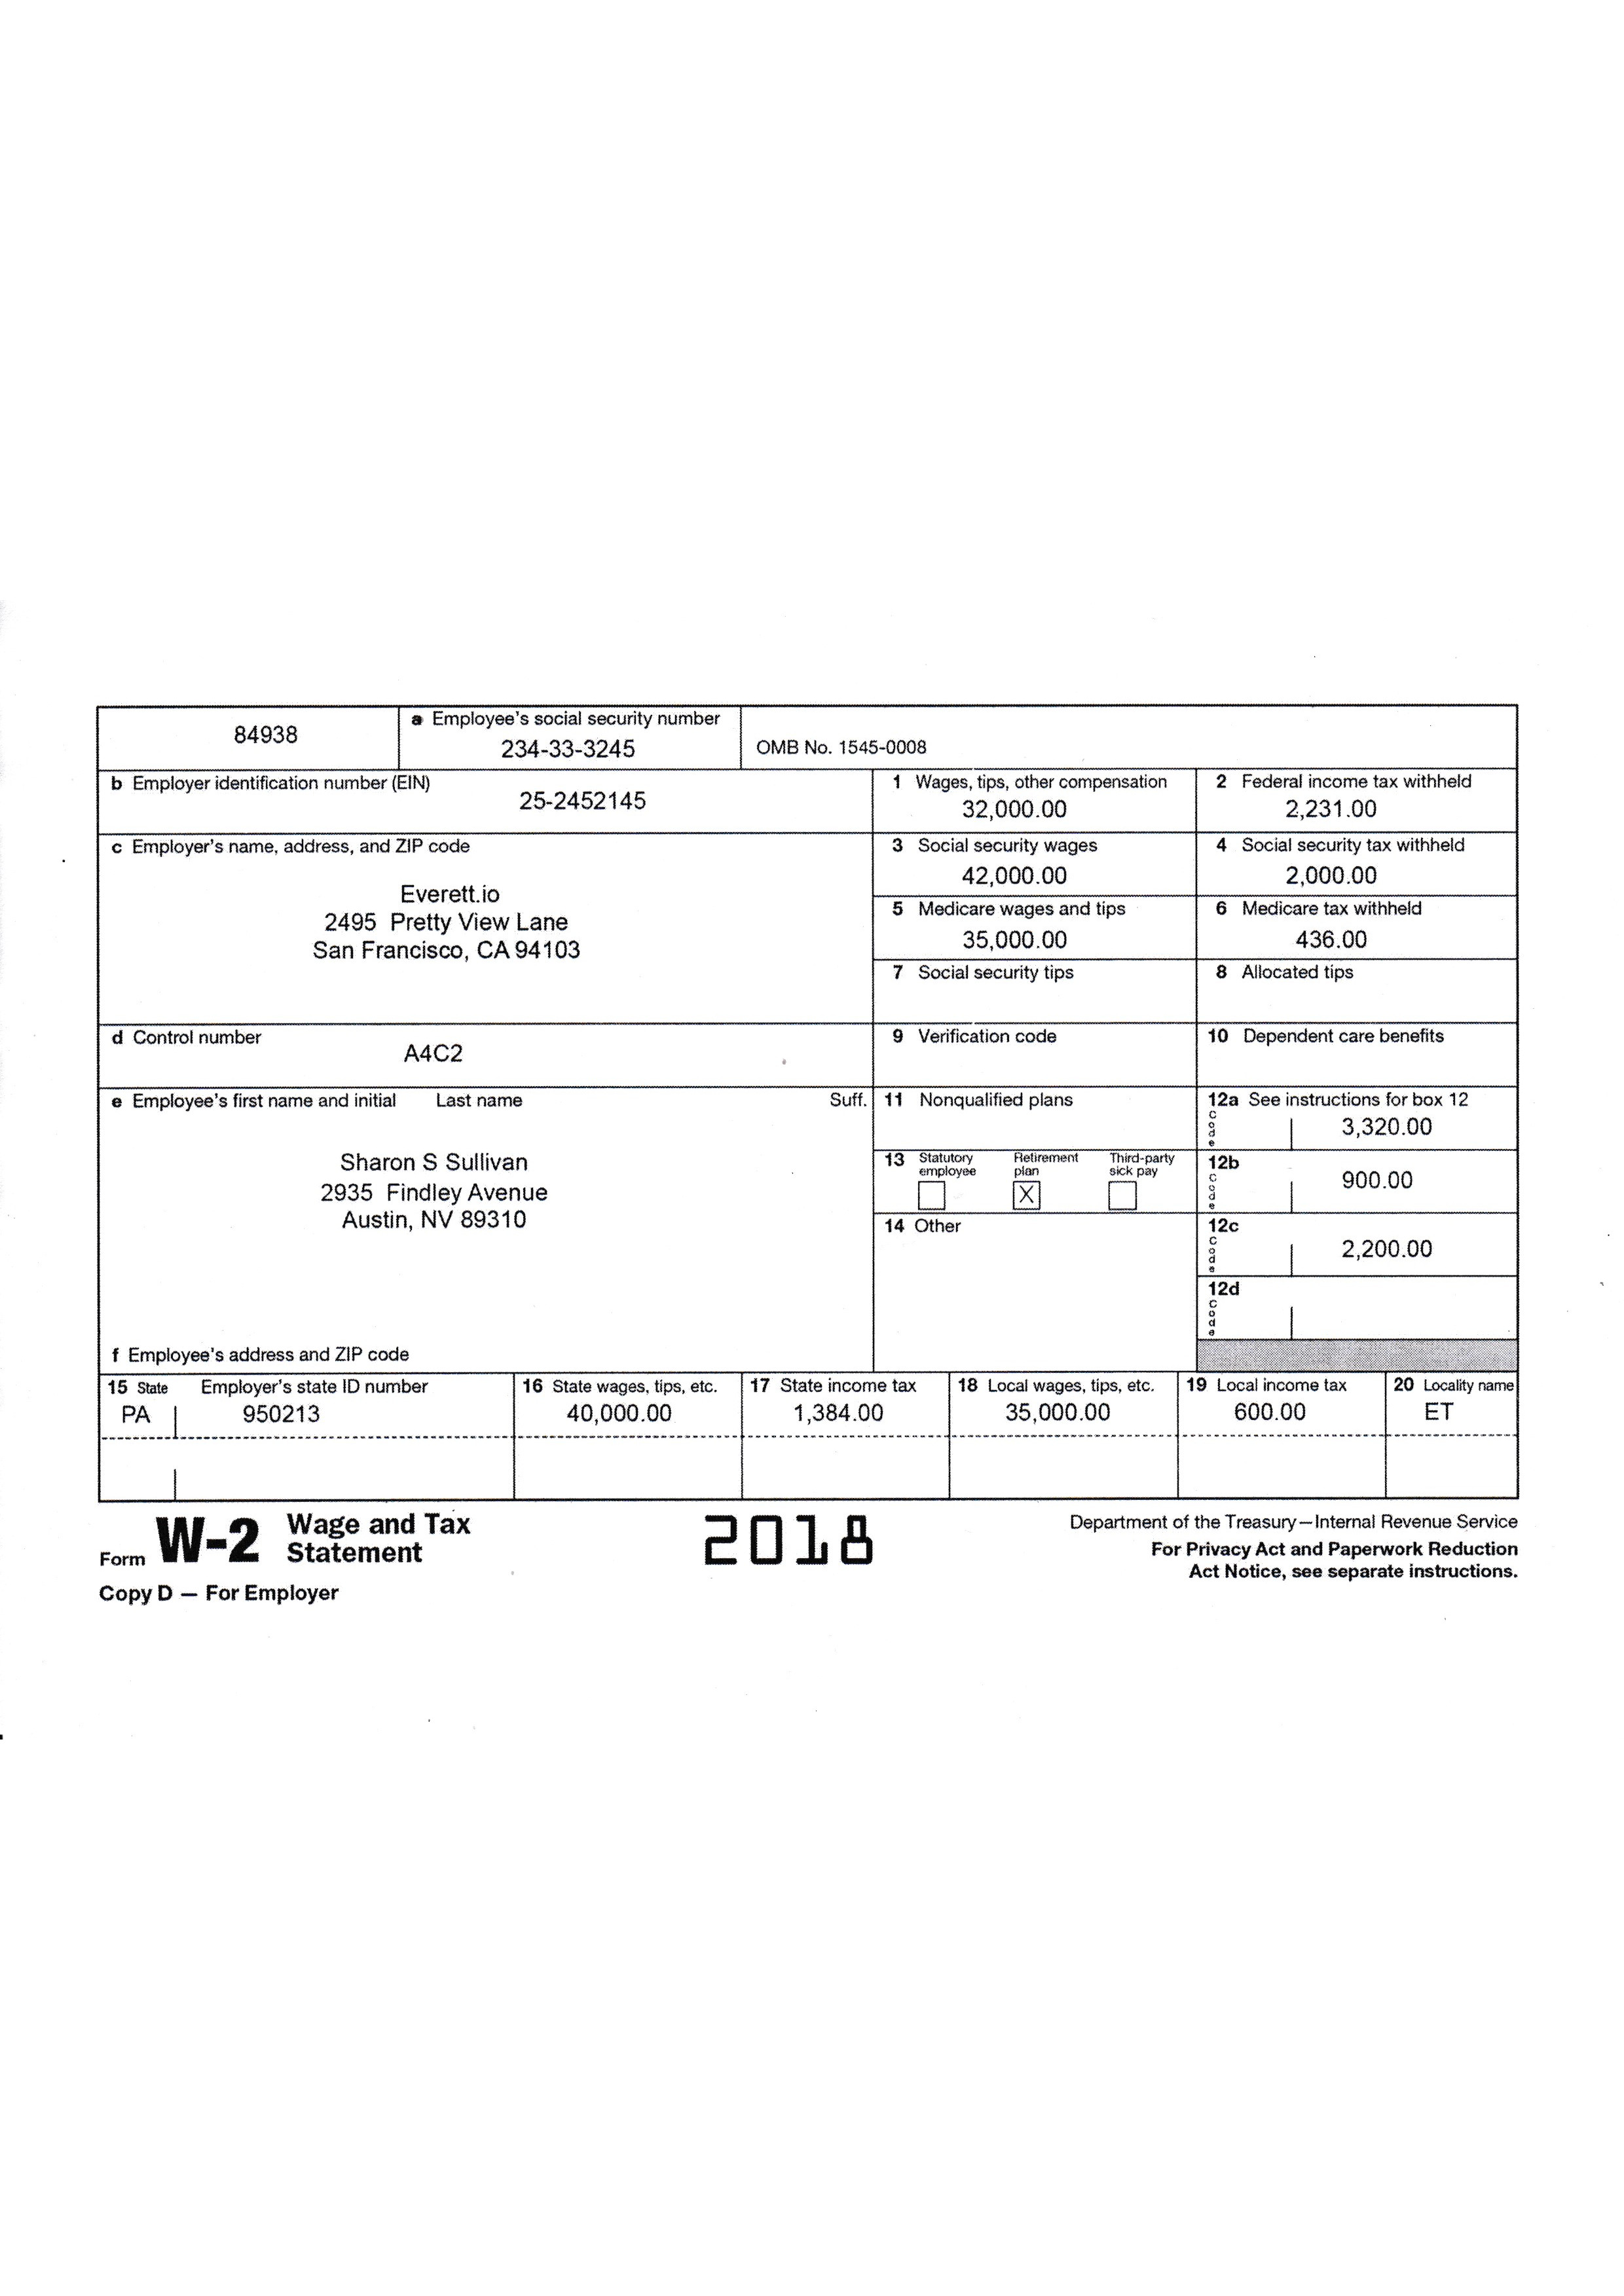 84938
a Employee's social security number
234-33-3245
OMB No. 1545-0008
b Employer identification number (EIN)
25-2452145
1 Wages, tips, other compensation
32,000.00
2 Federal income tax withheld
2,231.00
c Employer's name, address, and ZIP code
Everett.io
2495 Pretty View Lane
San Francisco, CA 94103
3 Social security wages
42,000.00
4 Social security tax withheld
2,000.00
5 Medicare wages and tips
35,000.00
6 Medicare tax withheld
436.00
7 Social security tips
8 Allocated tips
d Control number
A4C2
9 Verification code
10 Dependent care benefits
e Employee's first name and initial Last name Suff.
Sharon S Sullivan
2935 Findley Avenue
Austin, NV 89310
f Employee's address and ZIP code
11 Nonqualified plans
12a See instructions for box 12
Code
3,320.00
13 Statutory employee Retirement plan Third-party sick pay
X
12b
Code
900.00
14 Other
12c
Code
2,200.00
12d
Code
15 State Employer's state ID number
PA 950213
16 State wages, tips, etc.
40,000.00
17 State income tax
1,384.00
18 Local wages, tips, etc.
35,000.00
19 Local income tax
600.00
20 Locality name
ET
Form W-2 Wage and Tax Statement
2018
Department of the Treasury—Internal Revenue Service
For Privacy Act and Paperwork Reduction
Act Notice, see separate instructions.
Copy D — For Employer